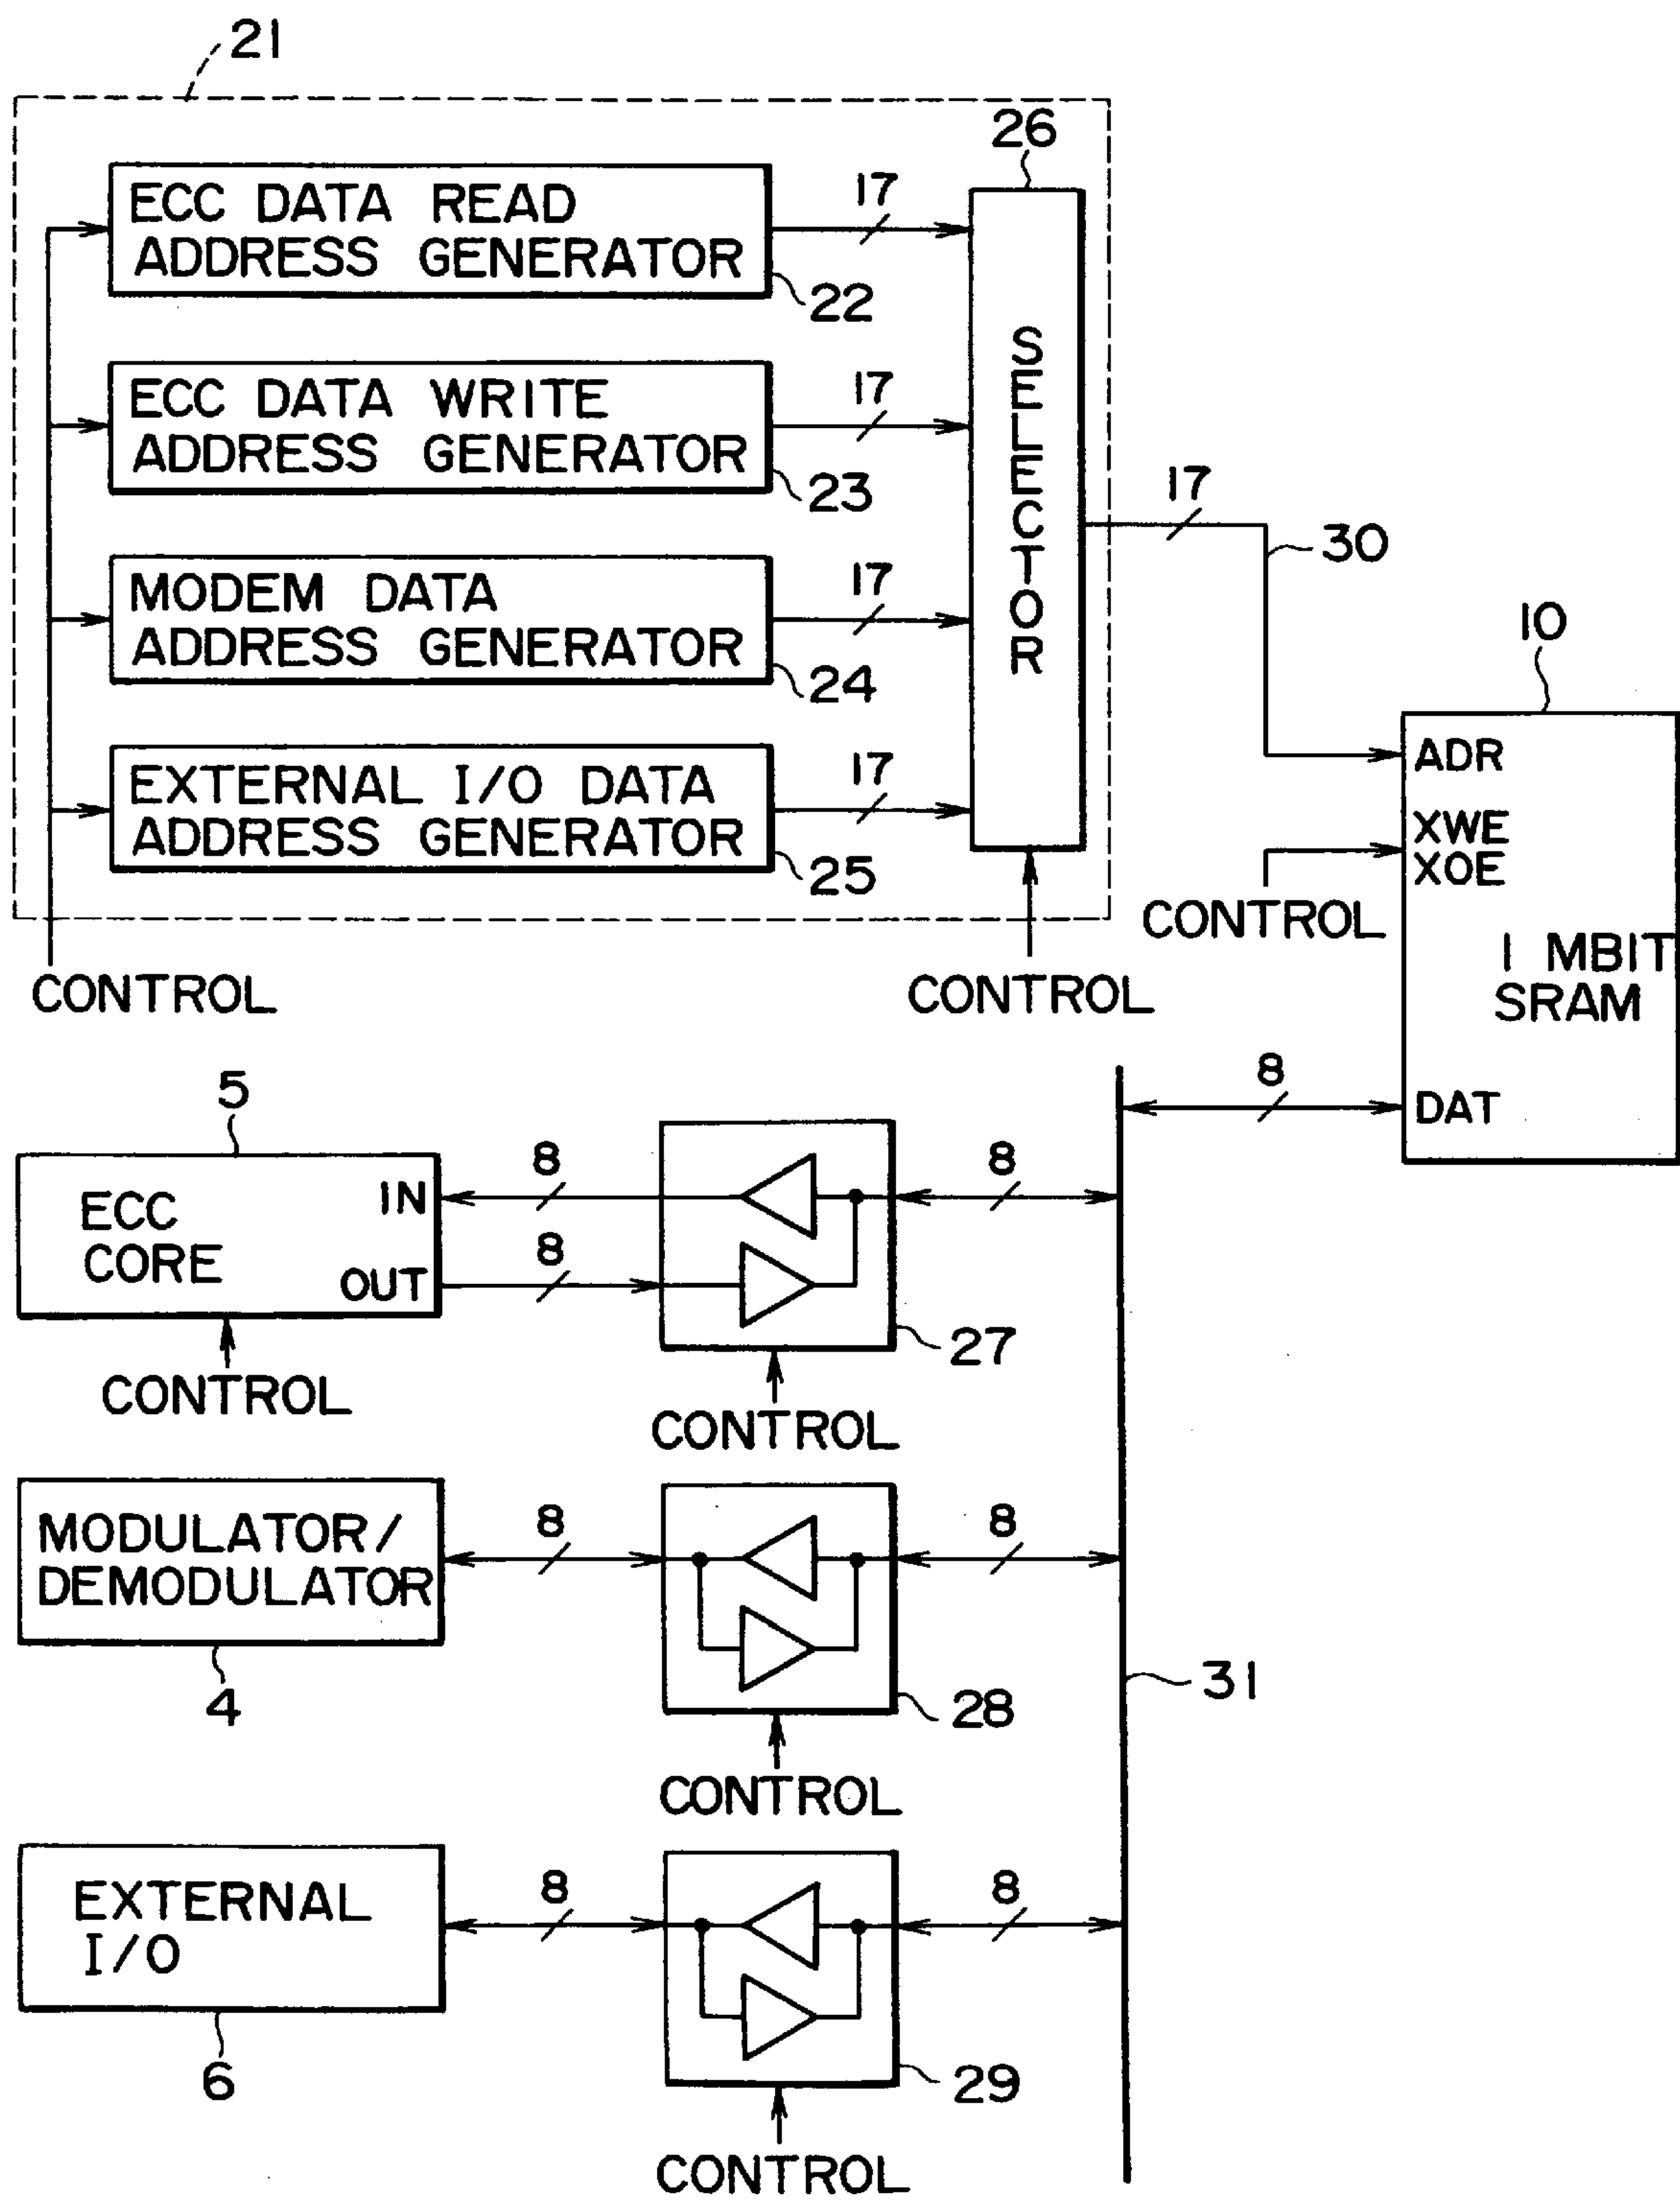 21
26
ECC DATA READ
ADDRESS GENERATOR
17
22
ECC DATA WRITE
ADDRESS GENERATOR
17
23
MODEM DATA
ADDRESS GENERATOR
17
24
EXTERNAL I/O DATA
ADDRESS GENERATOR
17
25
SELECTOR
17
30
10
ADR
XWE
XOE
CONTROL
1 MBIT
SRAM
DAT
CONTROL
CONTROL
8
5
ECC
CORE
IN
OUT
8
8
8
27
CONTROL
CONTROL
MODULATOR/
DEMODULATOR
8
8
4
28
31
CONTROL
EXTERNAL
I/O
8
8
6
29
CONTROL